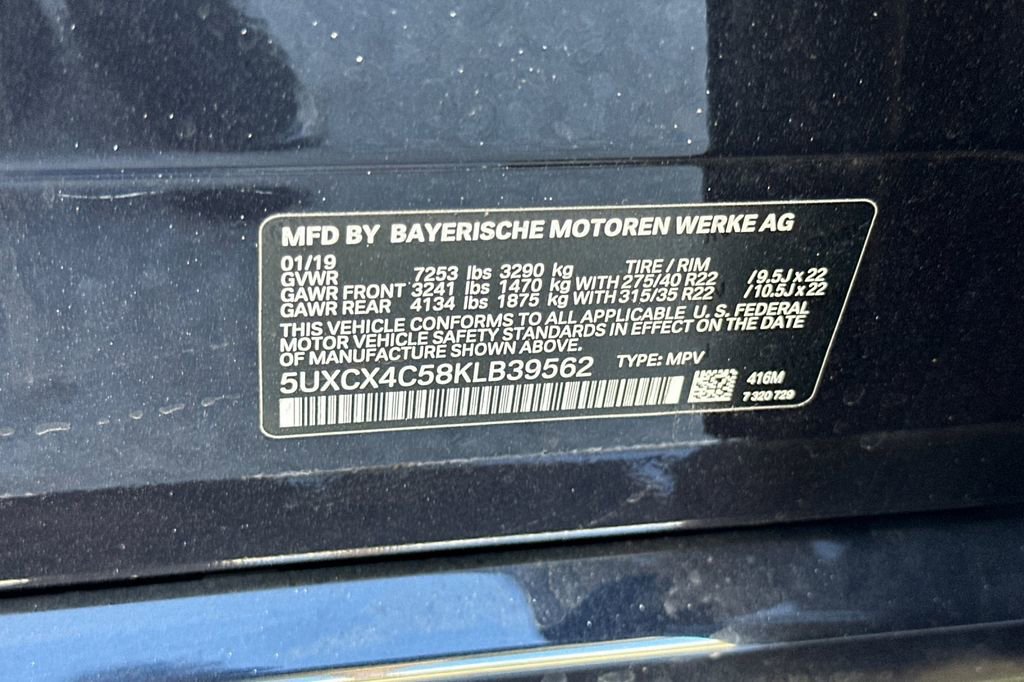 MFD BY BAYERISCHE MOTOREN WERKE AG
01/19 TIRE / RIM
GVWR 7253 lbs 3290 kg
GAWR FRONT 3241 lbs 1470 kg WITH 275/40 R22 /9.5J x 22
GAWR REAR 4134 lbs 1875 kg WITH 315/35 R22 /10.5J x 22
THIS VEHICLE CONFORMS TO ALL APPLICABLE U. S. FEDERAL
MOTOR VEHICLE SAFETY STANDARDS IN EFFECT ON THE DATE
OF MANUFACTURE SHOWN ABOVE.
5UXCX4C58KLB39562 TYPE: MPV
416M
7 320 729